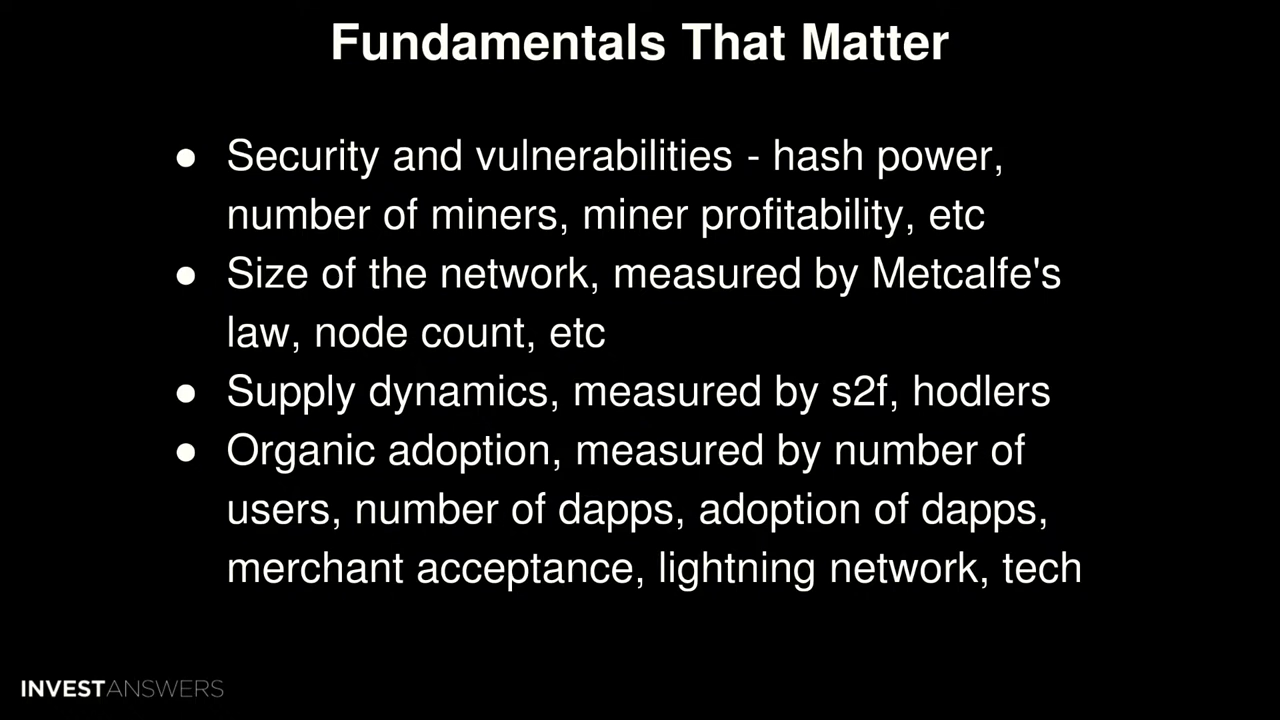 Fundamentals That Matter
● Security and vulnerabilities - hash power,
number of miners, miner profitability, etc
● Size of the network, measured by Metcalfe's
law, node count, etc
● Supply dynamics, measured by s2f, hodlers
● Organic adoption, measured by number of
users, number of dapps, adoption of dapps,
merchant acceptance, lightning network, tech
INVESTANSWERS